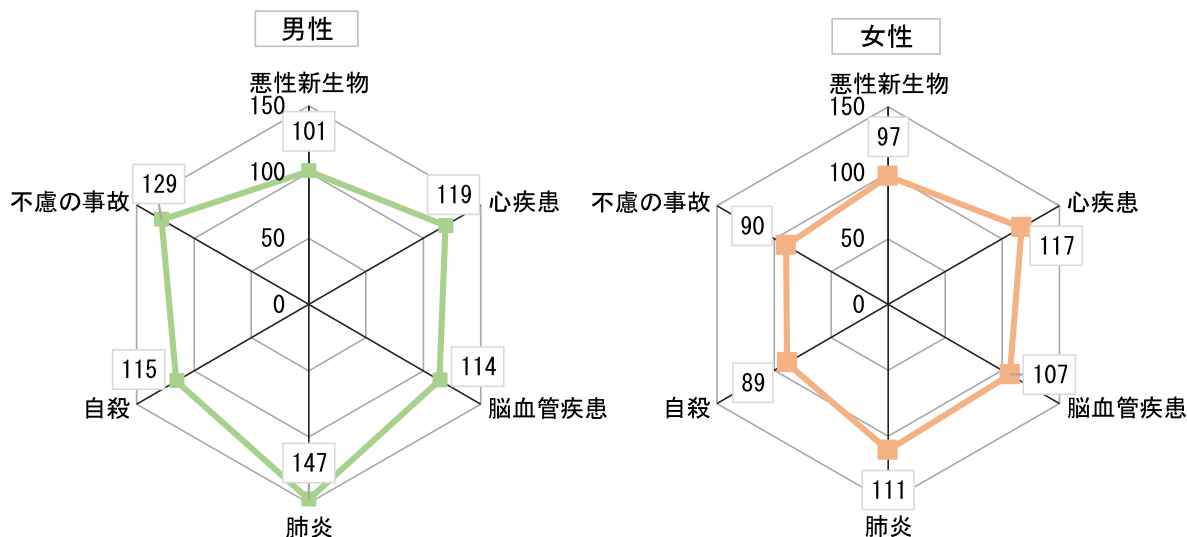 男性
悪性新生物
150
101
100
119
心疾患
129
不慮の事故
50
0
115
114
自殺
脳血管疾患
147
肺炎
女性
悪性新生物
150
97
100
心疾患
不慮の事故
90
50
117
0
89
107
自殺
脳血管疾患
111
肺炎